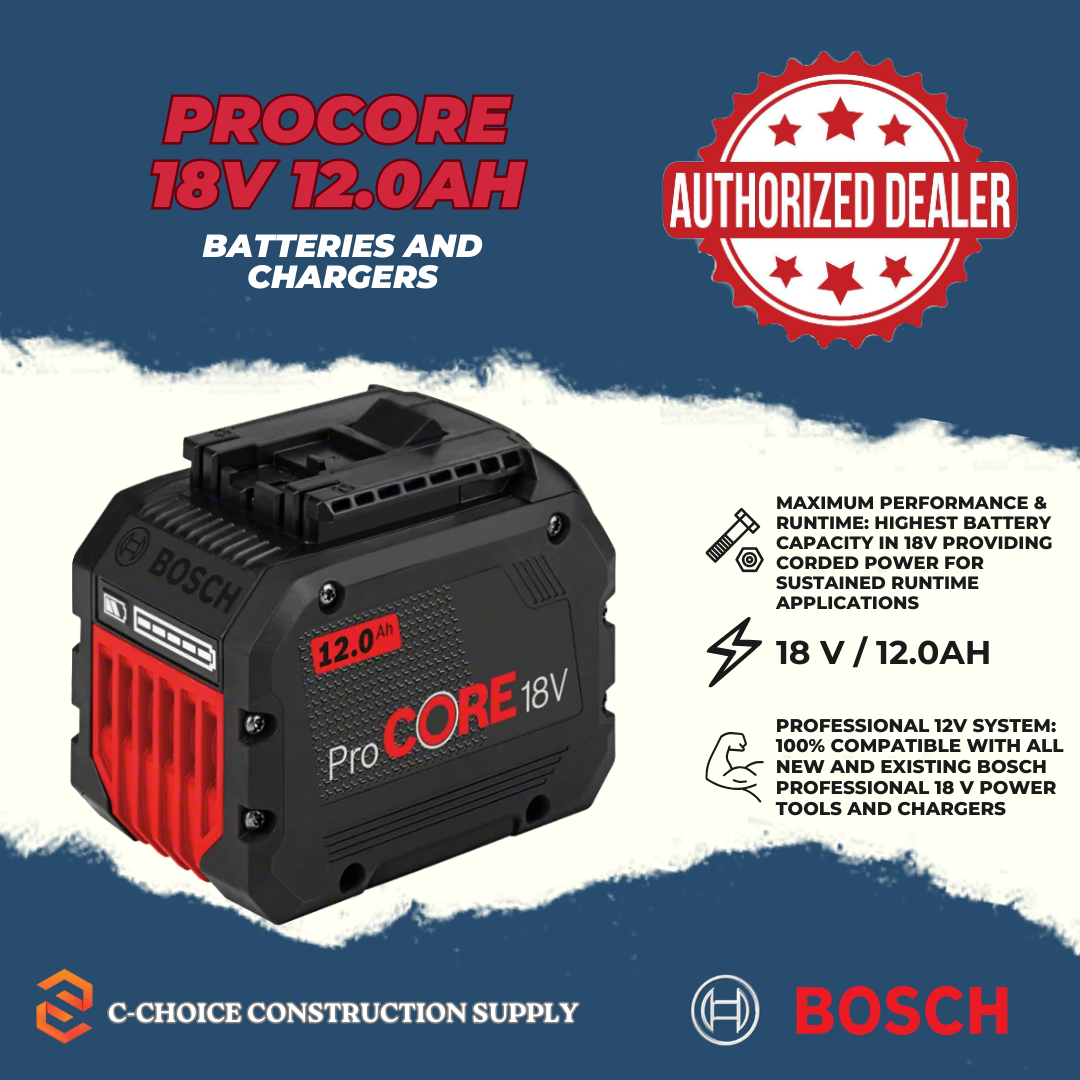 PROCORE
18V 12.0AH
BATTERIES AND
CHARGERS
AUTHORIZED DEALER
BOSCH
12.0Ah
ProCORE18V
MAXIMUM PERFORMANCE &
RUNTIME: HIGHEST BATTERY
CAPACITY IN 18V PROVIDING
CORDED POWER FOR
SUSTAINED RUNTIME
APPLICATIONS
18 V / 12.0AH
PROFESSIONAL 12V SYSTEM:
100% COMPATIBLE WITH ALL
NEW AND EXISTING BOSCH
PROFESSIONAL 18 V POWER
TOOLS AND CHARGERS
C-CHOICE CONSTRUCTION SUPPLY
BOSCH